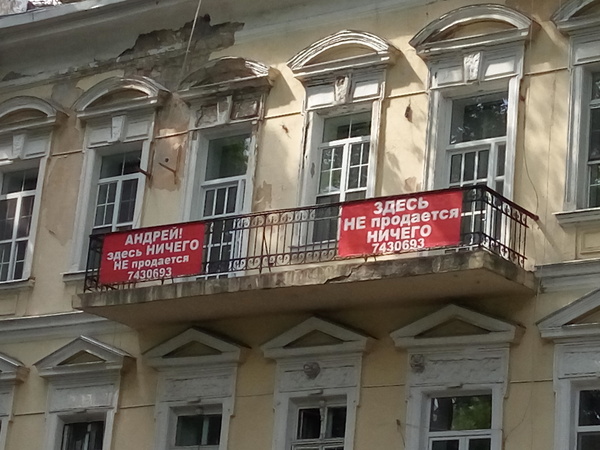 АНДРЕЙ!
здесь НИЧЕГО
НЕ продается
7430693
ЗДЕСЬ
НЕ продается
НИЧЕГО
7430693